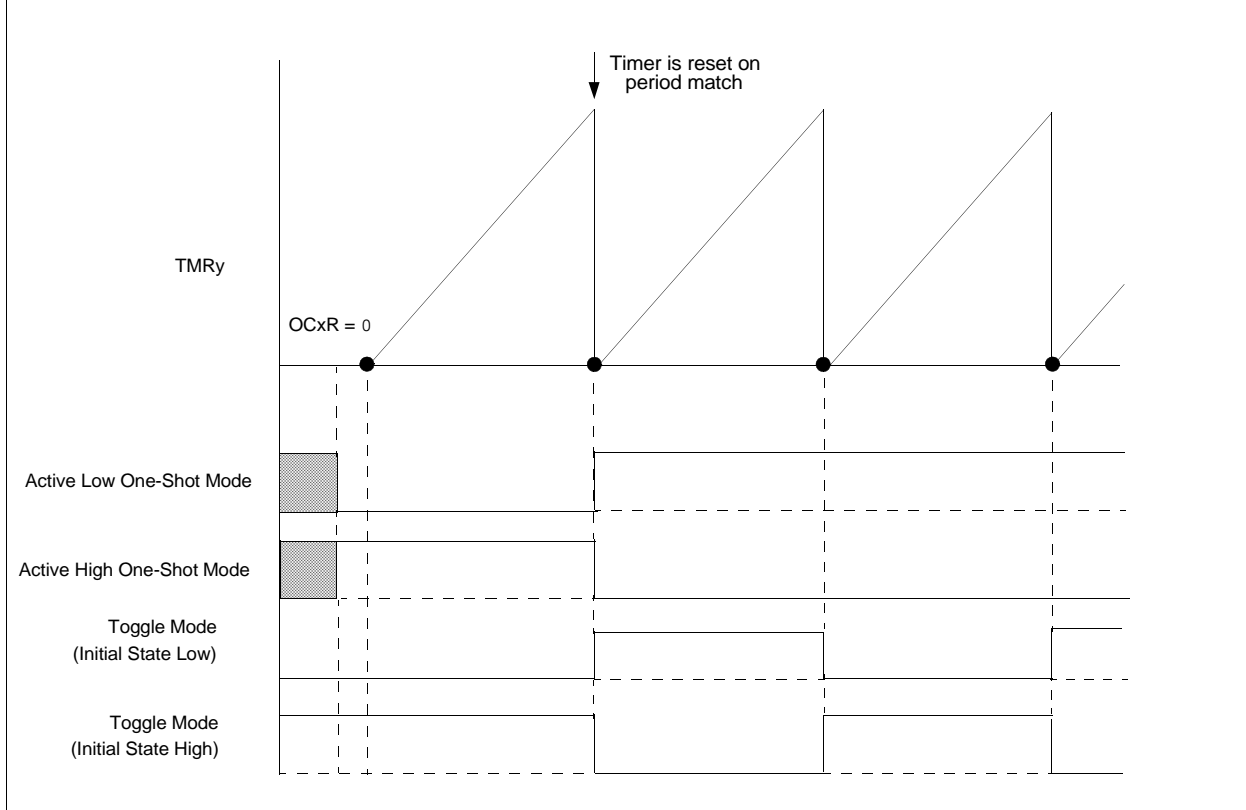 Timer is reset on
period match
TMRy
OCxR = 0
Active Low One-Shot Mode
Active High One-Shot Mode
Toggle Mode
(Initial State Low)
Toggle Mode
(Initial State High)